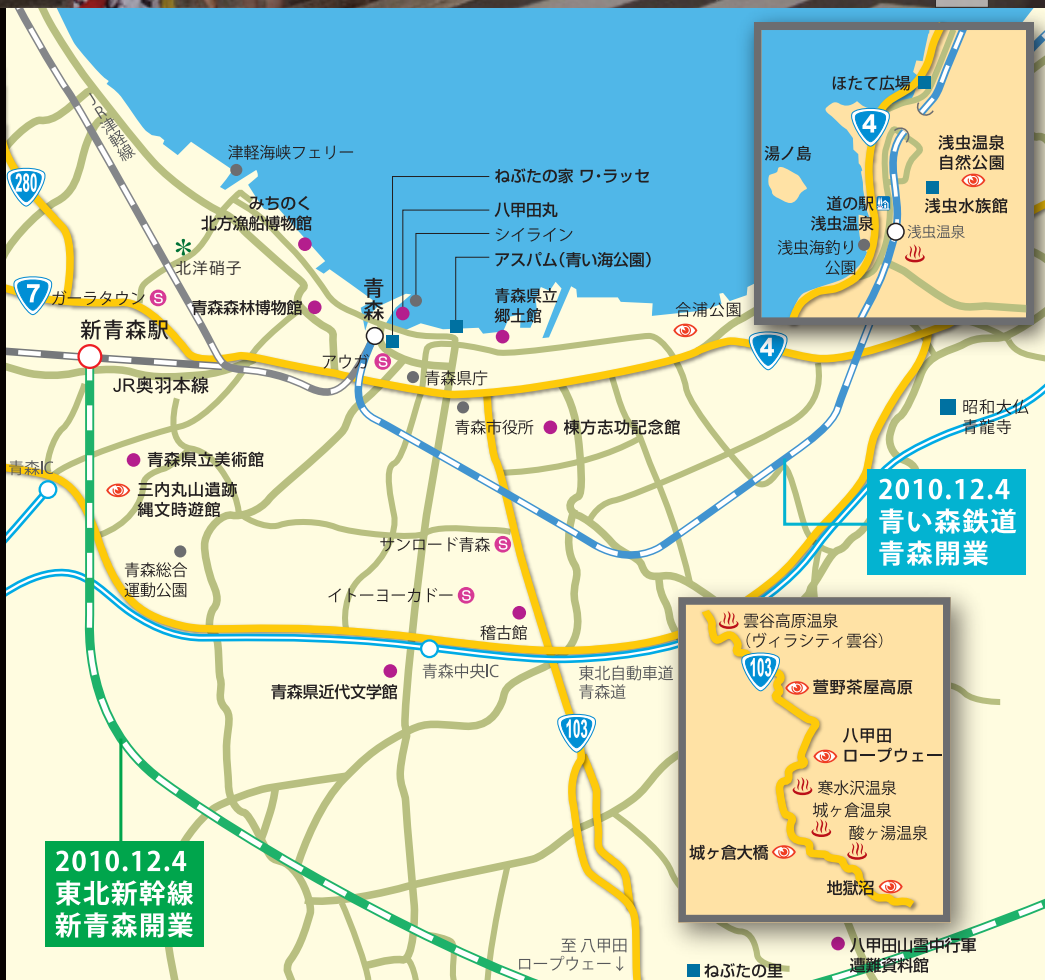 JR津軽線
津軽海峡フェリー
280
みちのく
北方漁船博物館
北洋硝子
7
ガーラタウン S
青森森林博物館
新青森駅
JR奥羽本線
ねぶたの家 ワ・ラッセ
八甲田丸
シイライン
アスパム(青い海公園)
青森
青森県立
郷土館
合浦公園
4
アウガ S
青森県庁
青森市役所
棟方志功記念館
昭和大仏
青龍寺
青森IC
青森県立美術館
三内丸山遺跡
縄文時遊館
青森総合
運動公園
サンロード青森 S
イトーヨーカドー S
稽古館
青森中央IC
東北自動車道
青森道
青森県近代文学館
103
2010.12.4
青い森鉄道
青森開業
2010.12.4
東北新幹線
新青森開業
至 八甲田
ロープウェー↓
ねぶたの里
八甲田山雪中行軍
遭難資料館
ほたて広場
4
湯ノ島
浅虫温泉
自然公園
道の駅
浅虫温泉
浅虫水族館
浅虫温泉
浅虫海釣り
公園
雲谷高原温泉
(ヴィラシティ雲谷)
103
萱野茶屋高原
八甲田
ロープウェー
寒水沢温泉
城ヶ倉温泉
酸ヶ湯温泉
城ヶ倉大橋
地獄沼